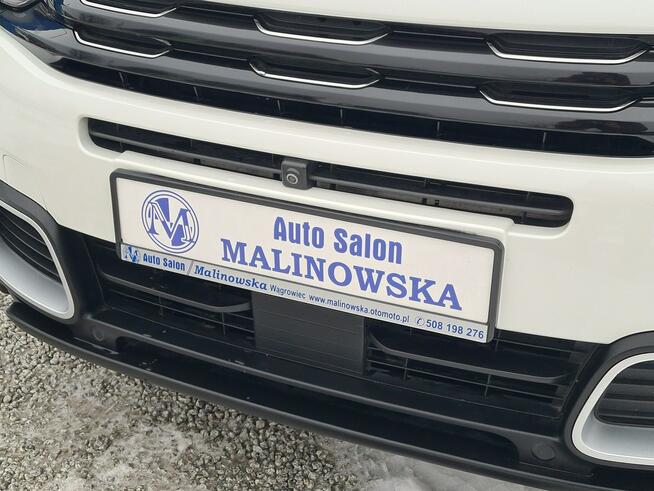 M
Auto Salon
MALINOWSKA
M Auto Salon / Malinowska Wągrowiec www.malinowska.otomoto.pl ✆ 508 198 276